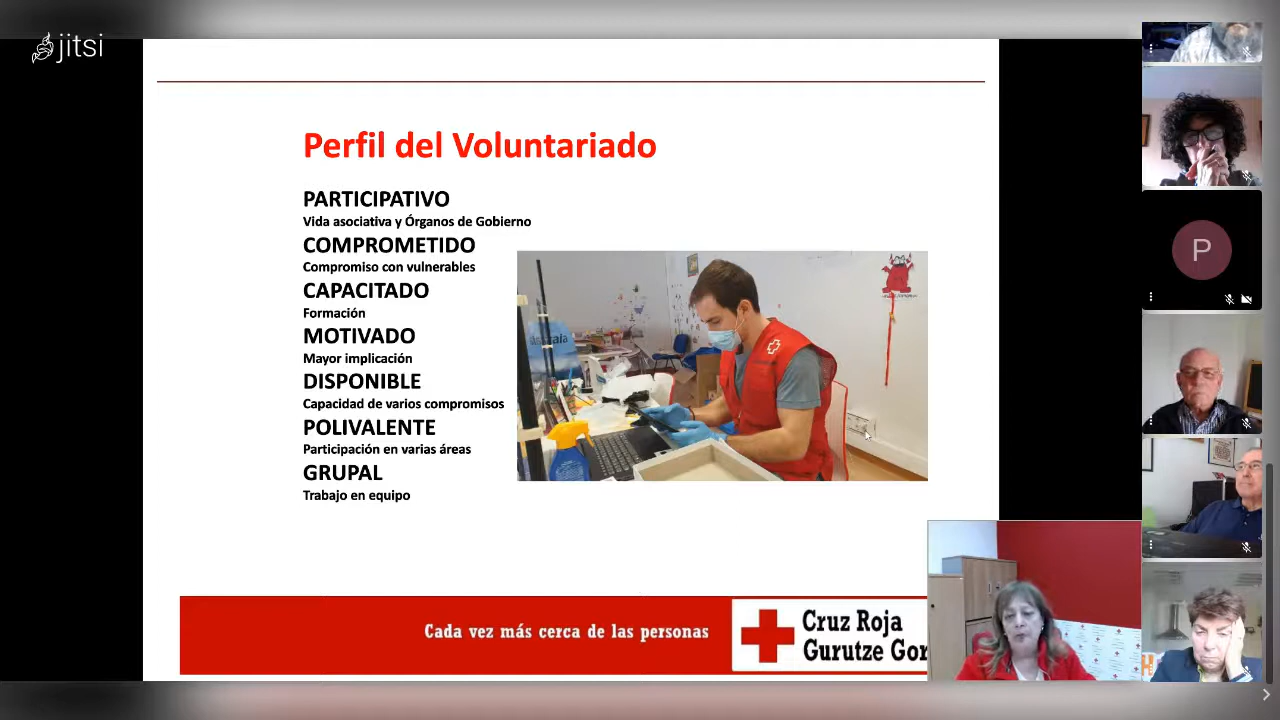 jitsi
Perfil del Voluntariado
PARTICIPATIVO
Vida asociativa y Órganos de Gobierno
COMPROMETIDO
Compromiso con vulnerables
CAPACITADO
Formación
MOTIVADO
Mayor implicación
DISPONIBLE
Capacidad de varios compromisos
POLIVALENTE
Participación en varias áreas
GRUPAL
Trabajo en equipo
Cada vez más cerca de las personas
Cruz Roja
Gurutze Gor
P